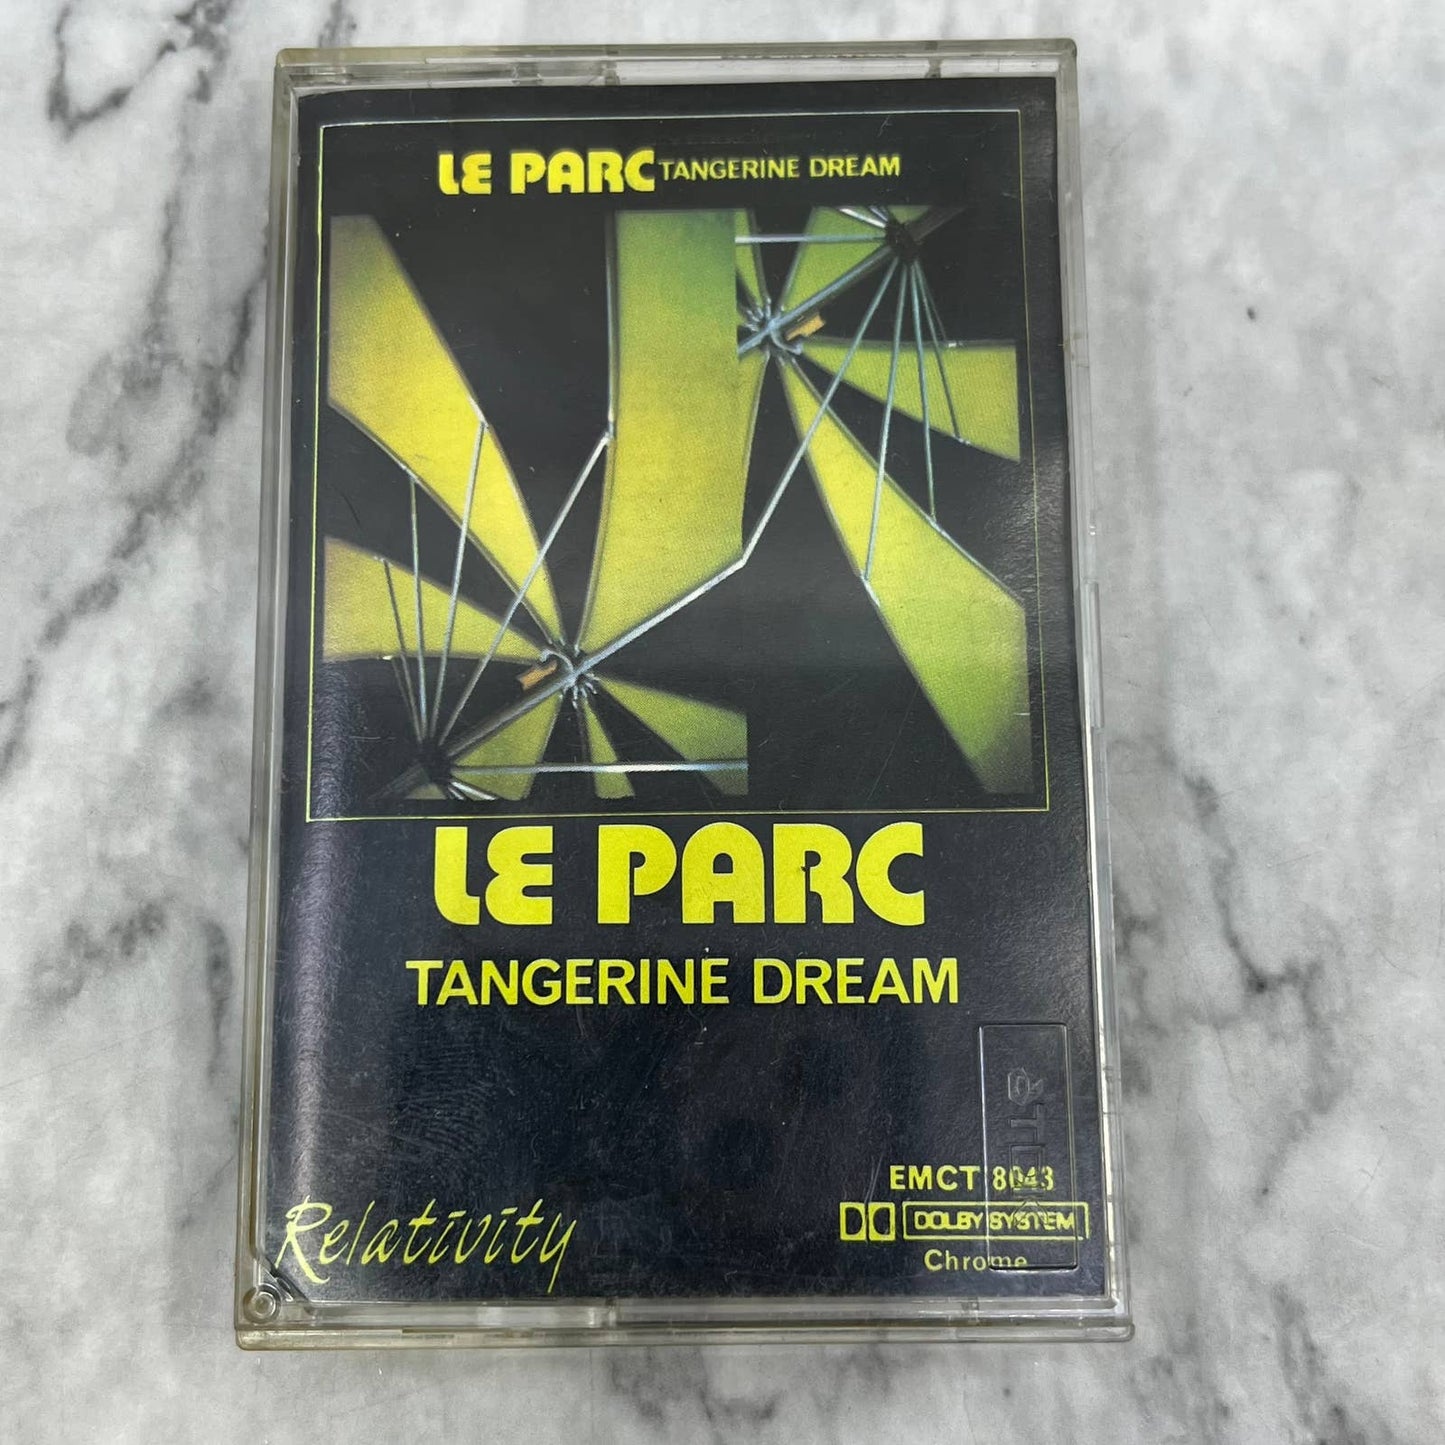 LE PARC TANGERINE DREAM
LE PARC
TANGERINE DREAM
EMCT 8043
DOLBY SYSTEM
Chrome
Relativity